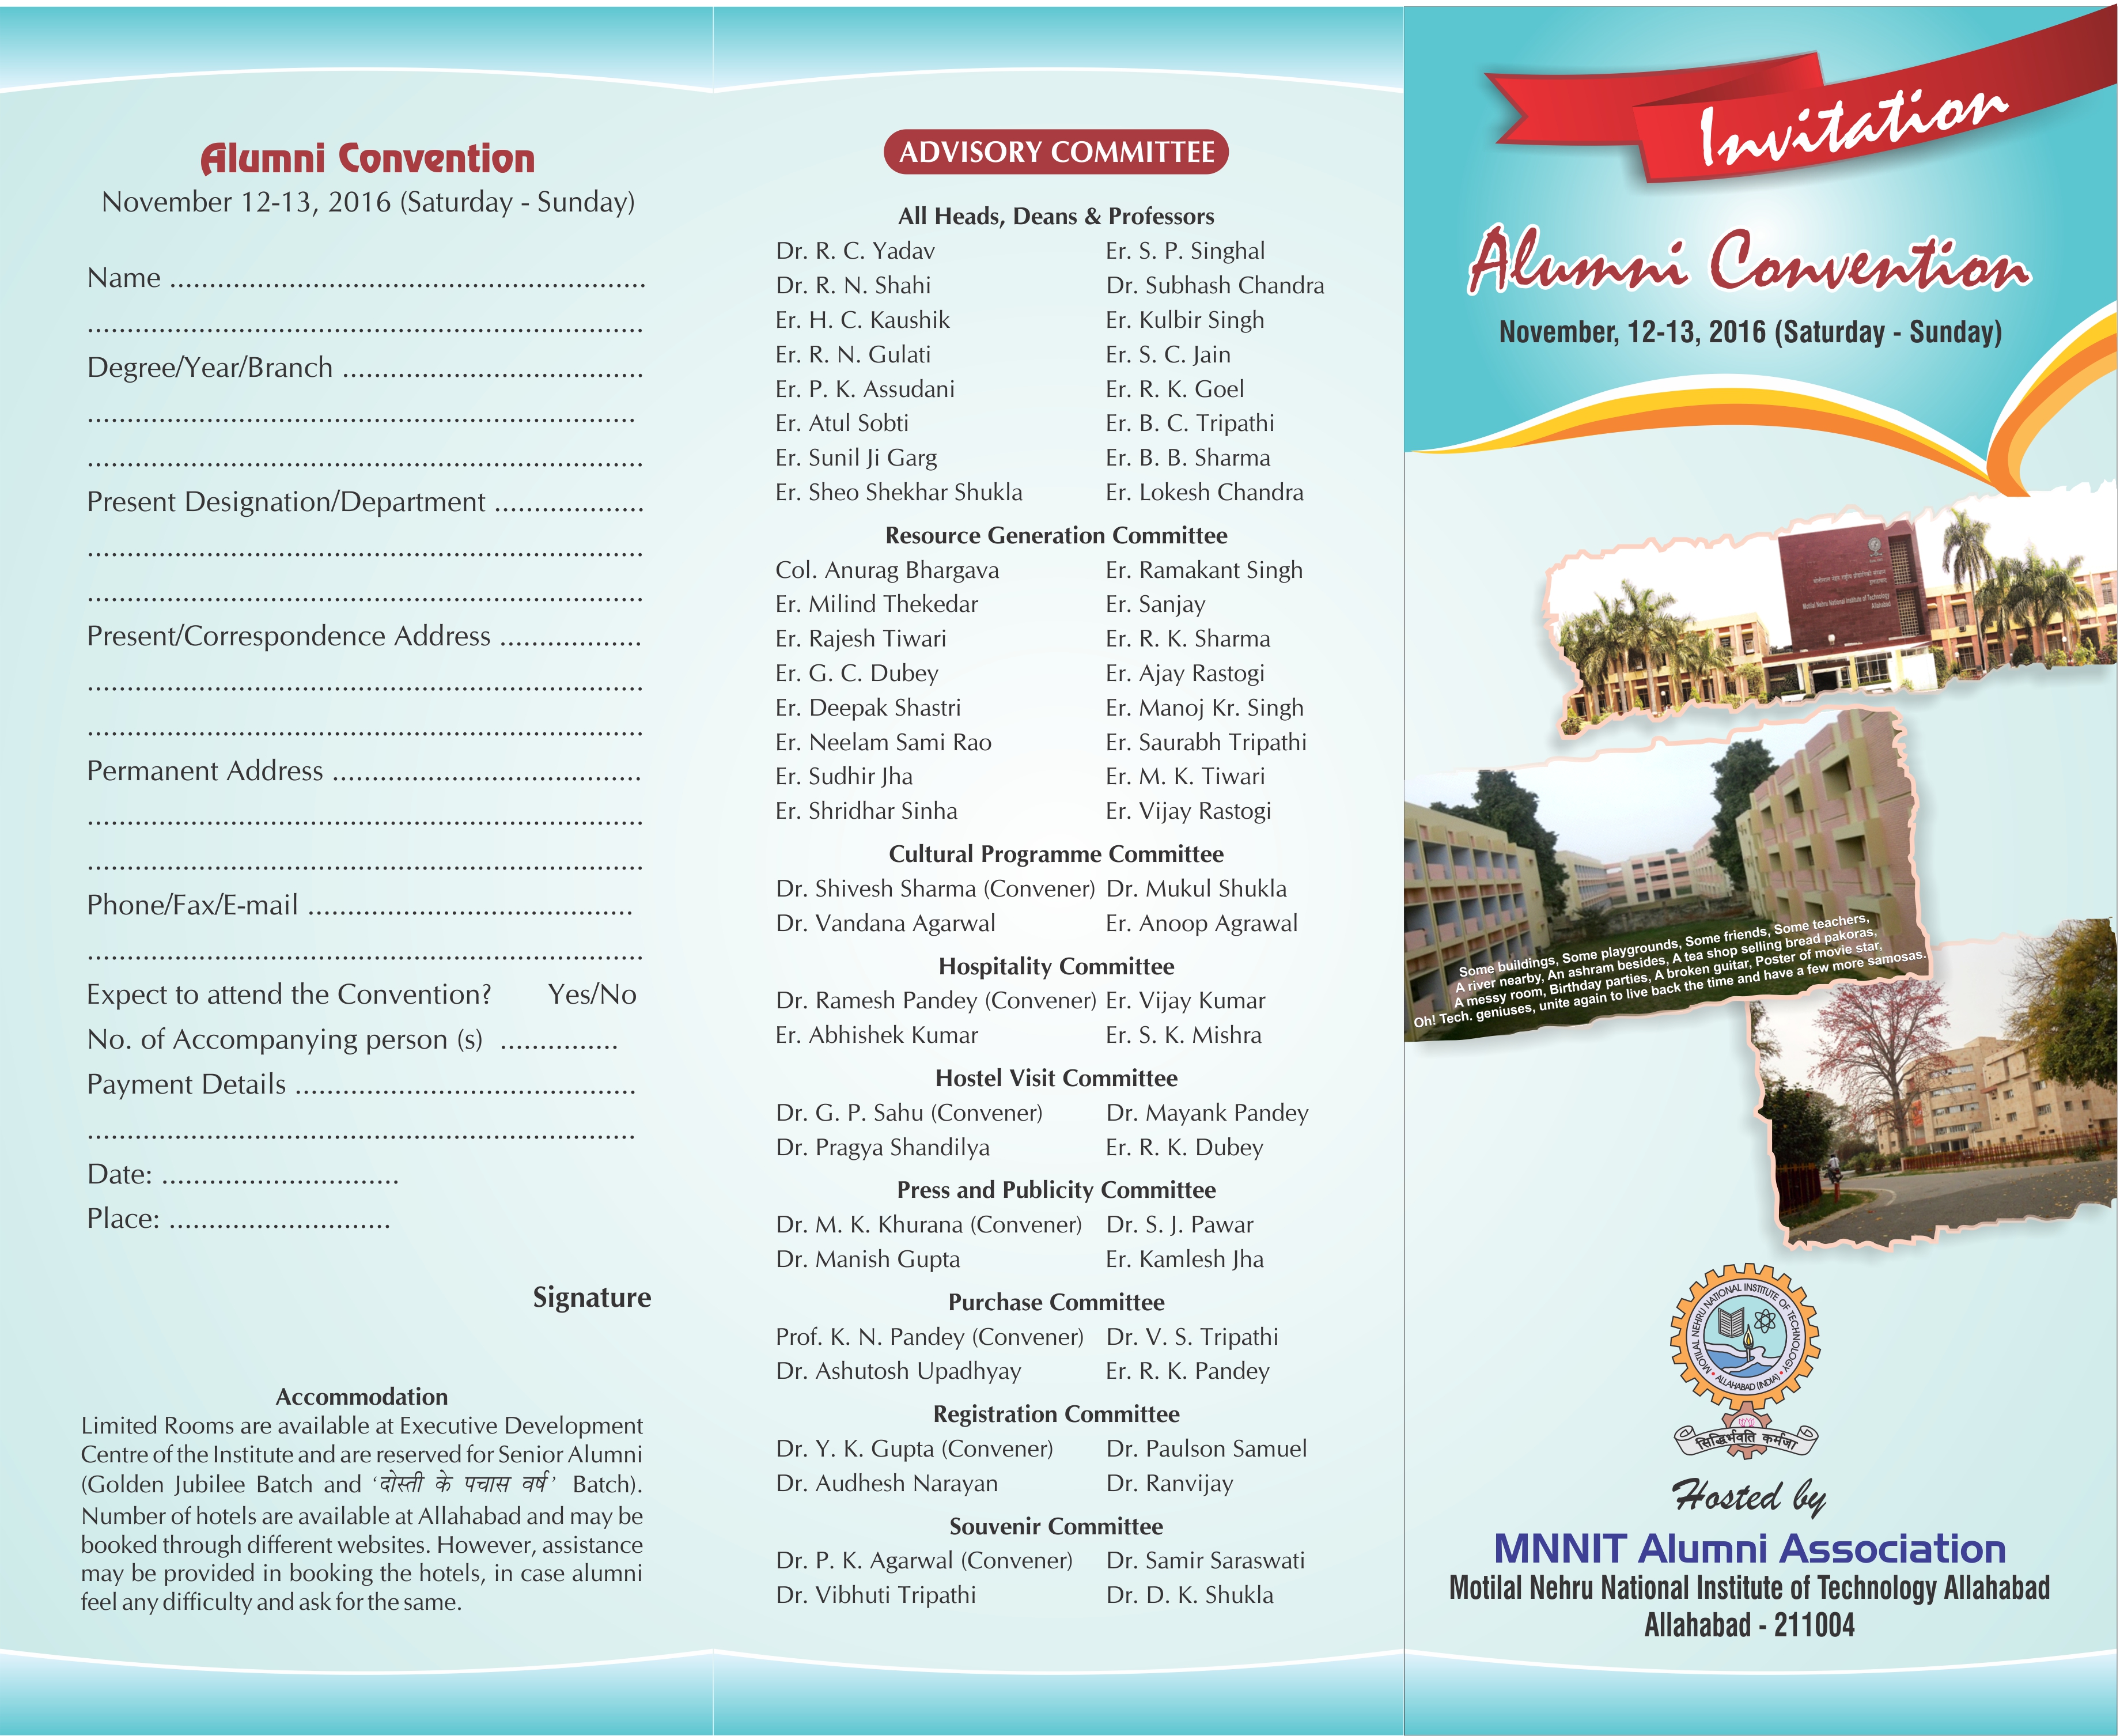 Alumni Convention
November 12-13, 2016 (Saturday - Sunday)
Name ............................................................
......................................................................
Degree/Year/Branch ......................................
.....................................................................
......................................................................
Present Designation/Department ...................
......................................................................
......................................................................
Present/Correspondence Address ..................
......................................................................
......................................................................
Permanent Address .......................................
......................................................................
......................................................................
Phone/Fax/E-mail .........................................
......................................................................
Expect to attend the Convention? Yes/No
No. of Accompanying person (s) ...............
Payment Details ...........................................
.....................................................................
Date: ..............................
Place: ............................
Signature
Accommodation
Limited Rooms are available at Executive Development
Centre of the Institute and are reserved for Senior Alumni
(Golden Jubilee Batch and ‘दोस्ती के पचास वर्ष’ Batch).
Number of hotels are available at Allahabad and may be
booked through different websites. However, assistance
may be provided in booking the hotels, in case alumni
feel any difficulty and ask for the same.
ADVISORY COMMITTEE
All Heads, Deans & Professors
Dr. R. C. Yadav Er. S. P. Singhal
Dr. R. N. Shahi Dr. Subhash Chandra
Er. H. C. Kaushik Er. Kulbir Singh
Er. R. N. Gulati Er. S. C. Jain
Er. P. K. Assudani Er. R. K. Goel
Er. Atul Sobti Er. B. C. Tripathi
Er. Sunil Ji Garg Er. B. B. Sharma
Er. Sheo Shekhar Shukla Er. Lokesh Chandra
Resource Generation Committee
Col. Anurag Bhargava Er. Ramakant Singh
Er. Milind Thekedar Er. Sanjay
Er. Rajesh Tiwari Er. R. K. Sharma
Er. G. C. Dubey Er. Ajay Rastogi
Er. Deepak Shastri Er. Manoj Kr. Singh
Er. Neelam Sami Rao Er. Saurabh Tripathi
Er. Sudhir Jha Er. M. K. Tiwari
Er. Shridhar Sinha Er. Vijay Rastogi
Cultural Programme Committee
Dr. Shivesh Sharma (Convener) Dr. Mukul Shukla
Dr. Vandana Agarwal Er. Anoop Agrawal
Hospitality Committee
Dr. Ramesh Pandey (Convener) Er. Vijay Kumar
Er. Abhishek Kumar Er. S. K. Mishra
Hostel Visit Committee
Dr. G. P. Sahu (Convener) Dr. Mayank Pandey
Dr. Pragya Shandilya Er. R. K. Dubey
Press and Publicity Committee
Dr. M. K. Khurana (Convener) Dr. S. J. Pawar
Dr. Manish Gupta Er. Kamlesh Jha
Purchase Committee
Prof. K. N. Pandey (Convener) Dr. V. S. Tripathi
Dr. Ashutosh Upadhyay Er. R. K. Pandey
Registration Committee
Dr. Y. K. Gupta (Convener) Dr. Paulson Samuel
Dr. Audhesh Narayan Dr. Ranvijay
Souvenir Committee
Dr. P. K. Agarwal (Convener) Dr. Samir Saraswati
Dr. Vibhuti Tripathi Dr. D. K. Shukla
Invitation
Alumni Convention
November, 12-13, 2016 (Saturday - Sunday)
मोतीलाल नेहरू राष्ट्रीय प्रौद्योगिकी संस्थान
इलाहाबाद
Motilal Nehru National Institute of Technology
Allahabad
Some buildings, Some playgrounds, Some friends, Some teachers,
A river nearby, An ashram besides, A tea shop selling bread pakoras,
A messy room, Birthday parties, A broken guitar, Poster of movie star,
Oh! Tech. geniuses, unite again to live back the time and have a few more samosas.
MOTILAL NEHRU NATIONAL INSTITUTE OF TECHNOLOGY
ALLAHABAD (INDIA)
सिद्धिर्भवति कर्मजा
Hosted by
MNNIT Alumni Association
Motilal Nehru National Institute of Technology Allahabad
Allahabad - 211004